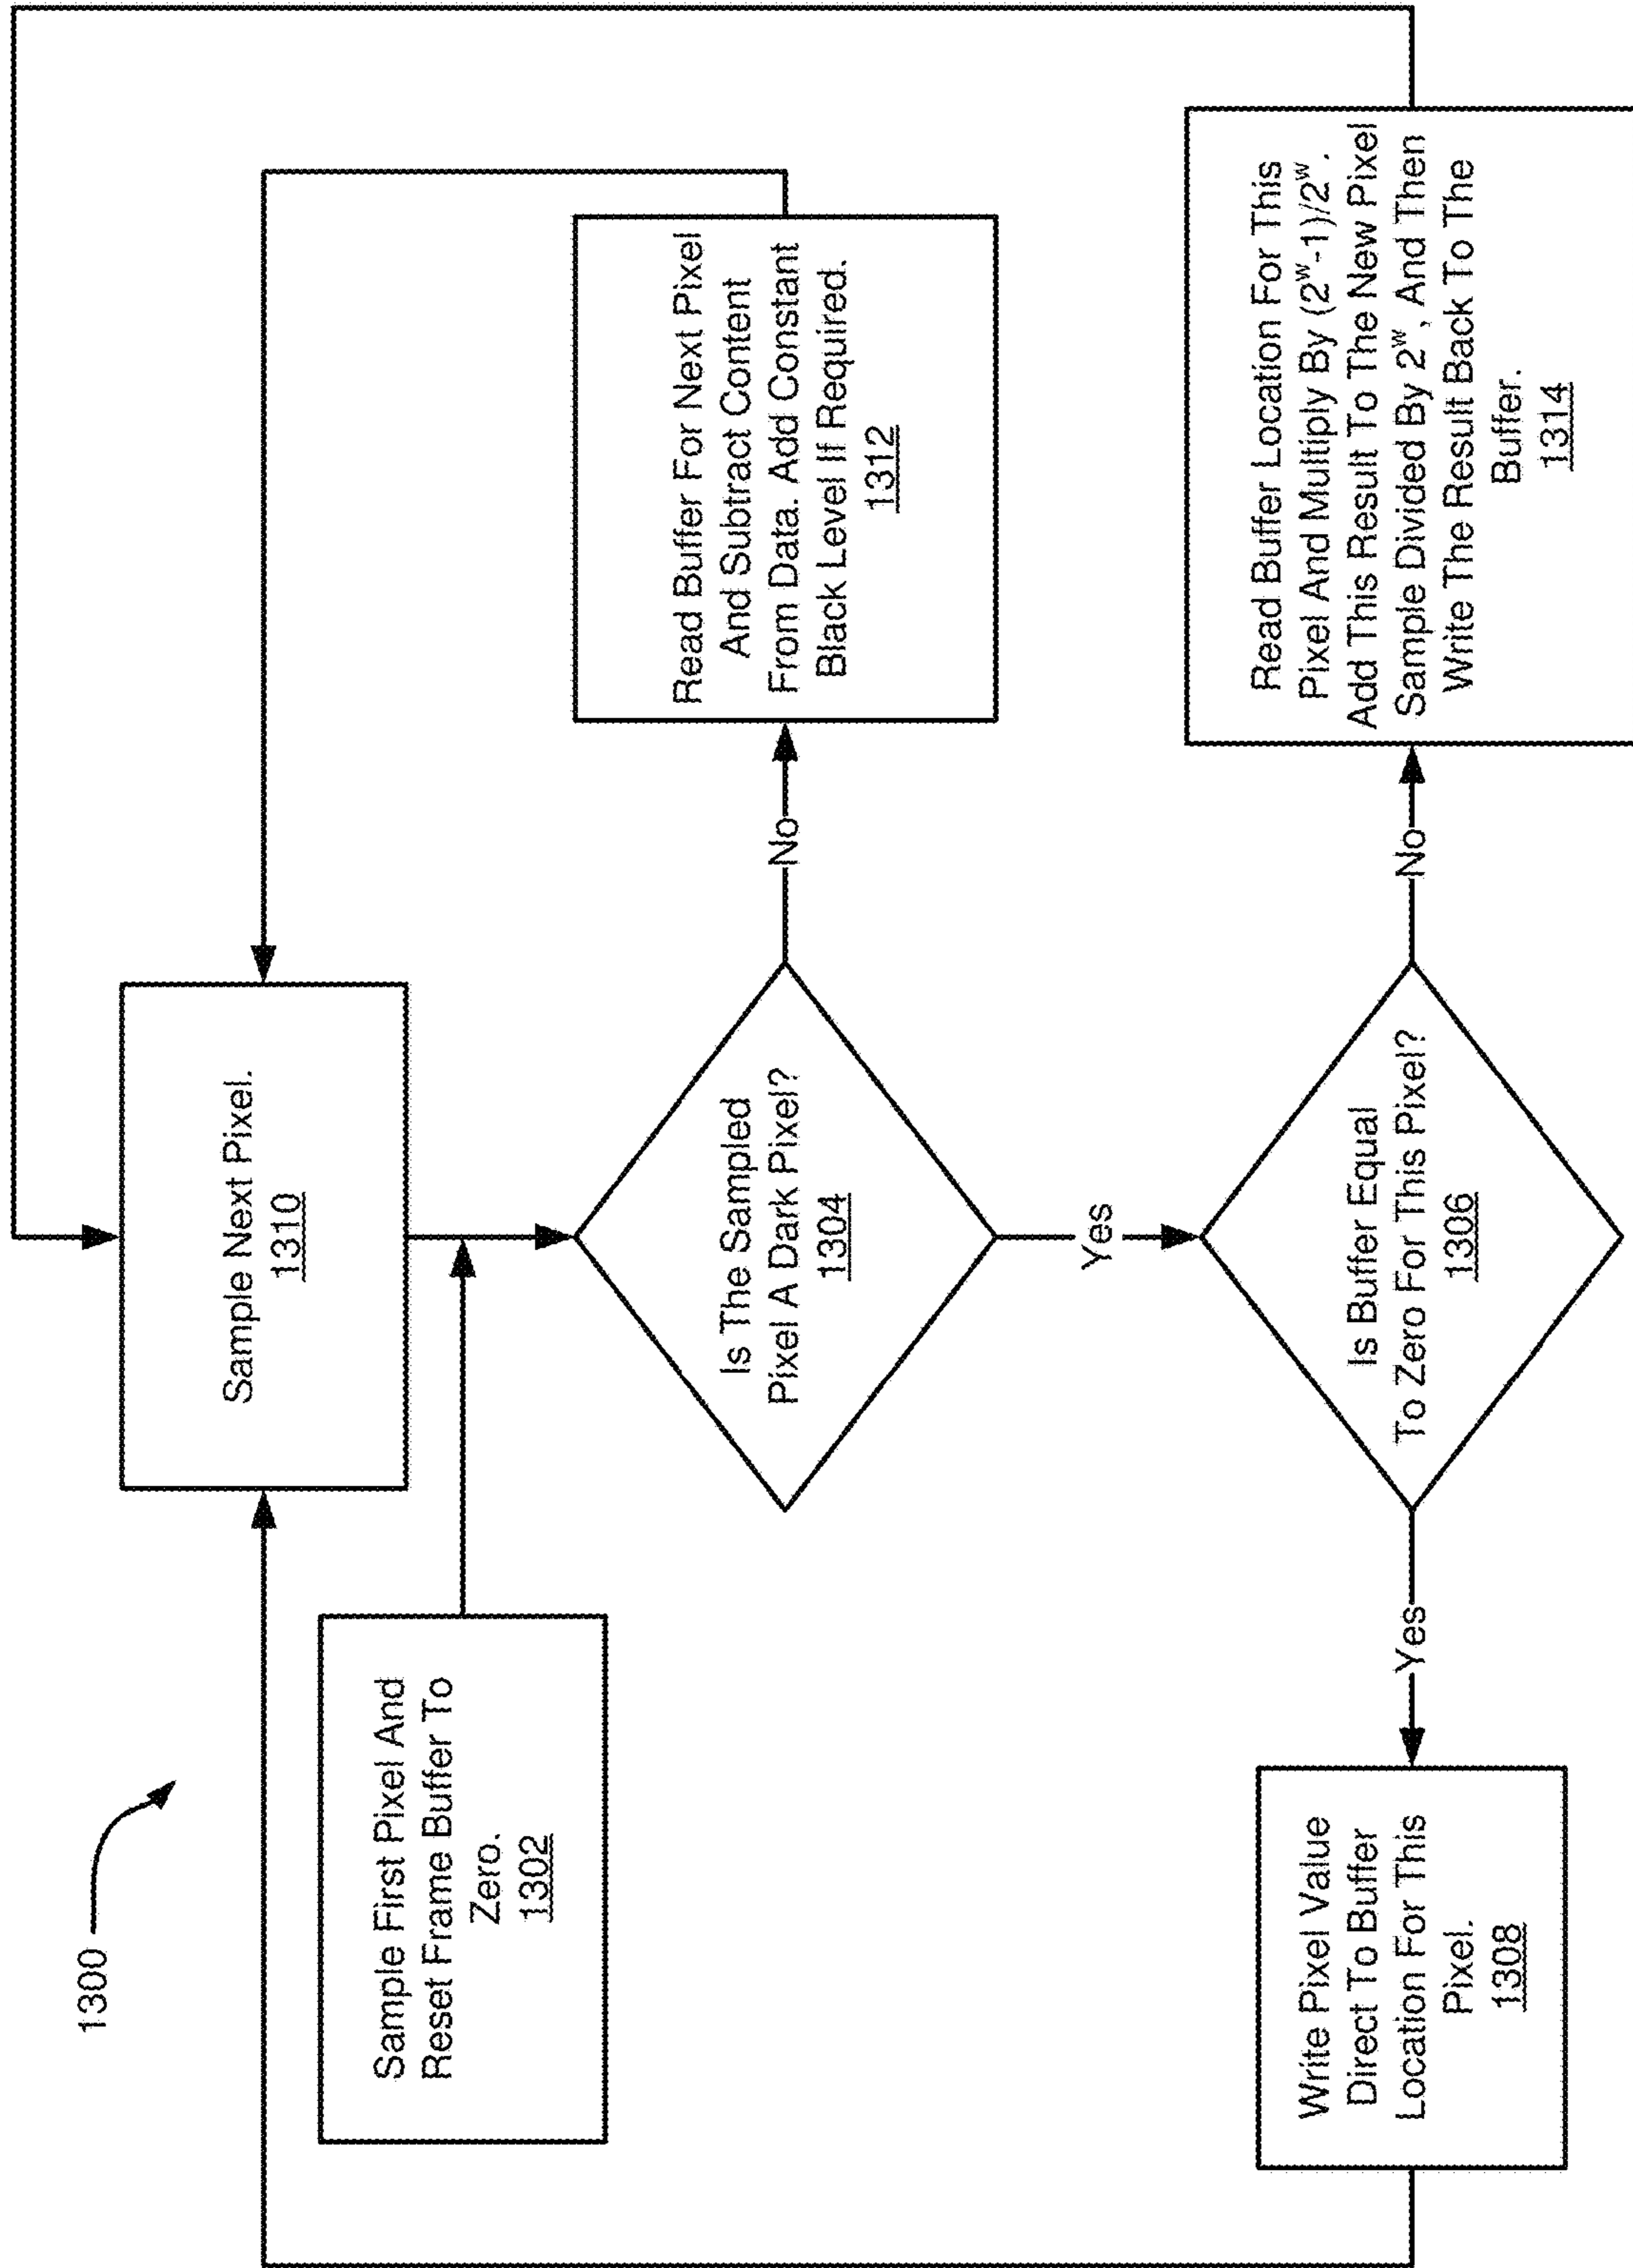 1300
Sample Next Pixel.
1310
Sample First Pixel And
Reset Frame Buffer To
Zero.
1302
Is The Sampled
Pixel A Dark Pixel?
1304
No
Read Buffer For Next Pixel
And Subtract Content
From Data. Add Constant
Black Level If Required.
1312
Yes
Is Buffer Equal
To Zero For This Pixel?
1306
Yes
Write Pixel Value
Direct To Buffer
Location For This
Pixel.
1308
No
Read Buffer Location For This
Pixel And Multiply By (2ʷ-1)/2ʷ.
Add This Result To The New Pixel
Sample Divided By 2ʷ, And Then
Write The Result Back To The
Buffer.
1314